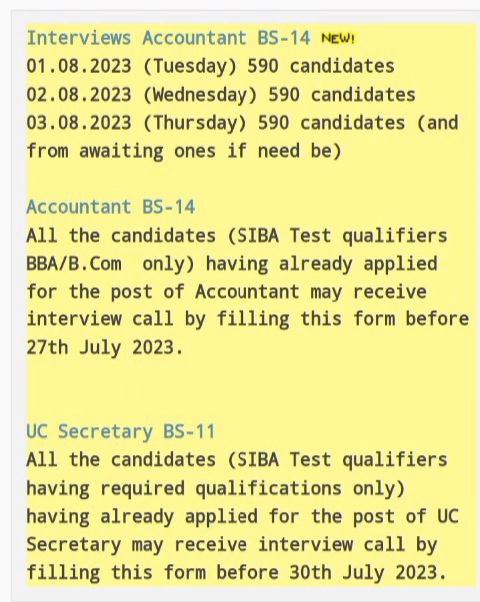 Interviews Accountant BS-14 NEW!
01.08.2023 (Tuesday) 590 candidates
02.08.2023 (Wednesday) 590 candidates
03.08.2023 (Thursday) 590 candidates (and
from awaiting ones if need be)
Accountant BS-14
All the candidates (SIBA Test qualifiers
BBA/B.Com  only) having already applied
for the post of Accountant may receive
interview call by filling this form before
27th July 2023.
UC Secretary BS-11
All the candidates (SIBA Test qualifiers
having required qualifications only)
having already applied for the post of UC
Secretary may receive interview call by
filling this form before 30th July 2023.